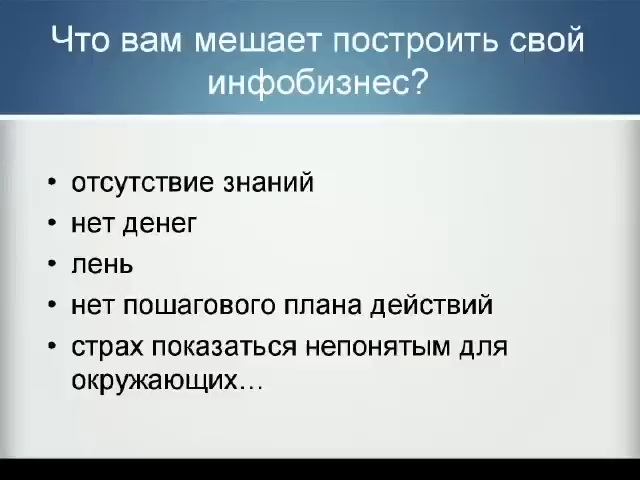 Что вам мешает построить свой
инфобизнес?
• отсутствие знаний
• нет денег
• лень
• нет пошагового плана действий
• страх показаться непонятым для
окружающих…